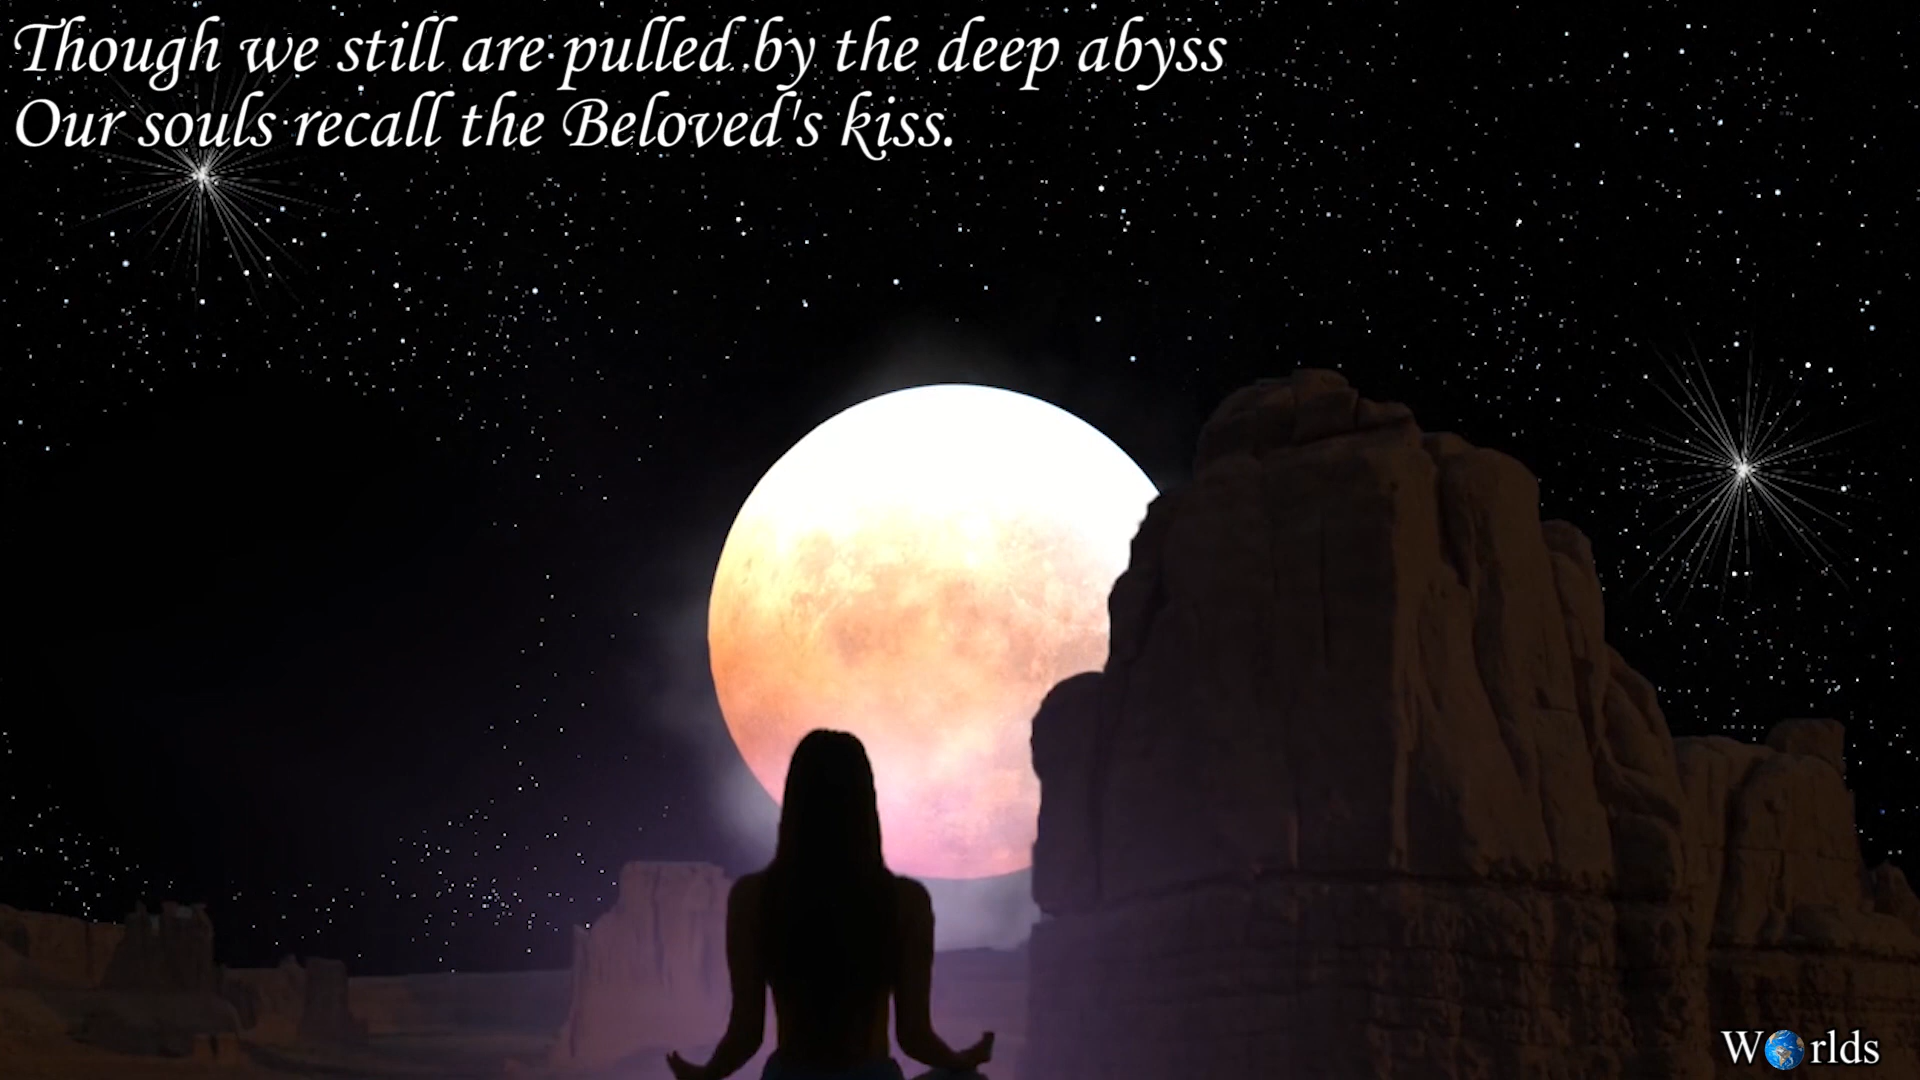 Though we still are pulled by the deep abyss
Our souls recall the Beloved's kiss.
Worlds